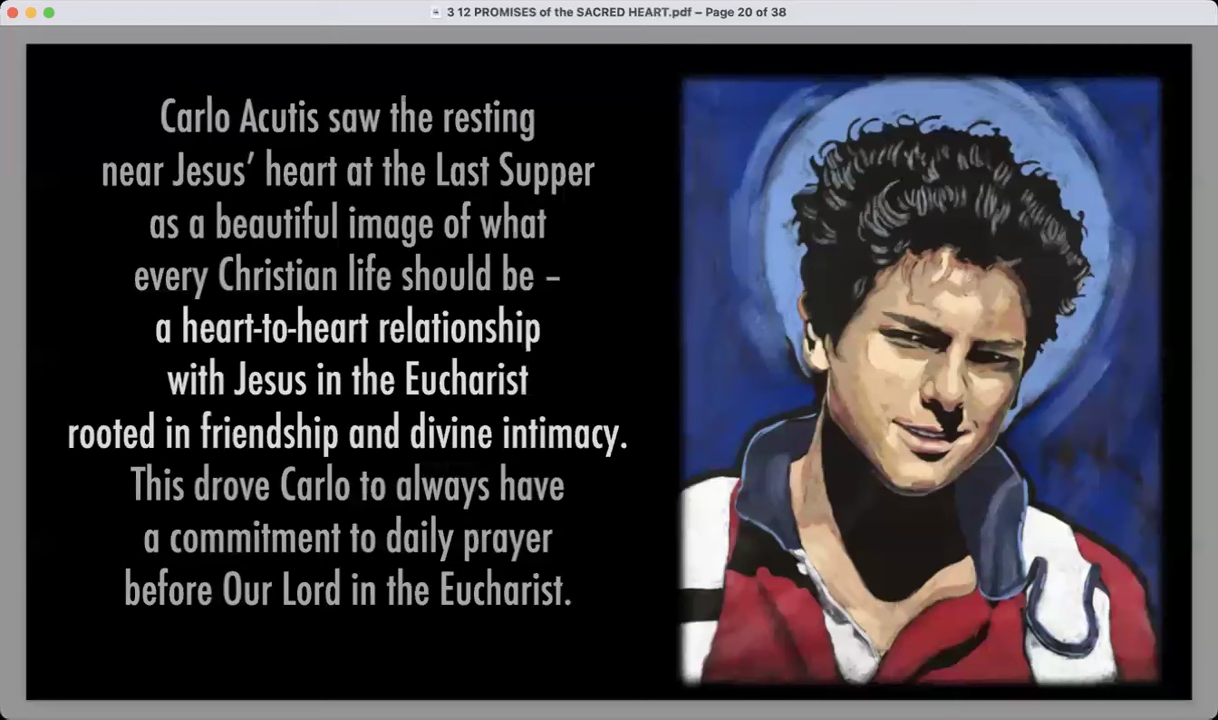 3 12 PROMISES of the SACRED HEART.pdf – Page 20 of 38
Carlo Acutis saw the resting
near Jesus’ heart at the Last Supper
as a beautiful image of what
every Christian life should be –
a heart-to-heart relationship
with Jesus in the Eucharist
rooted in friendship and divine intimacy.
This drove Carlo to always have
a commitment to daily prayer
before Our Lord in the Eucharist.